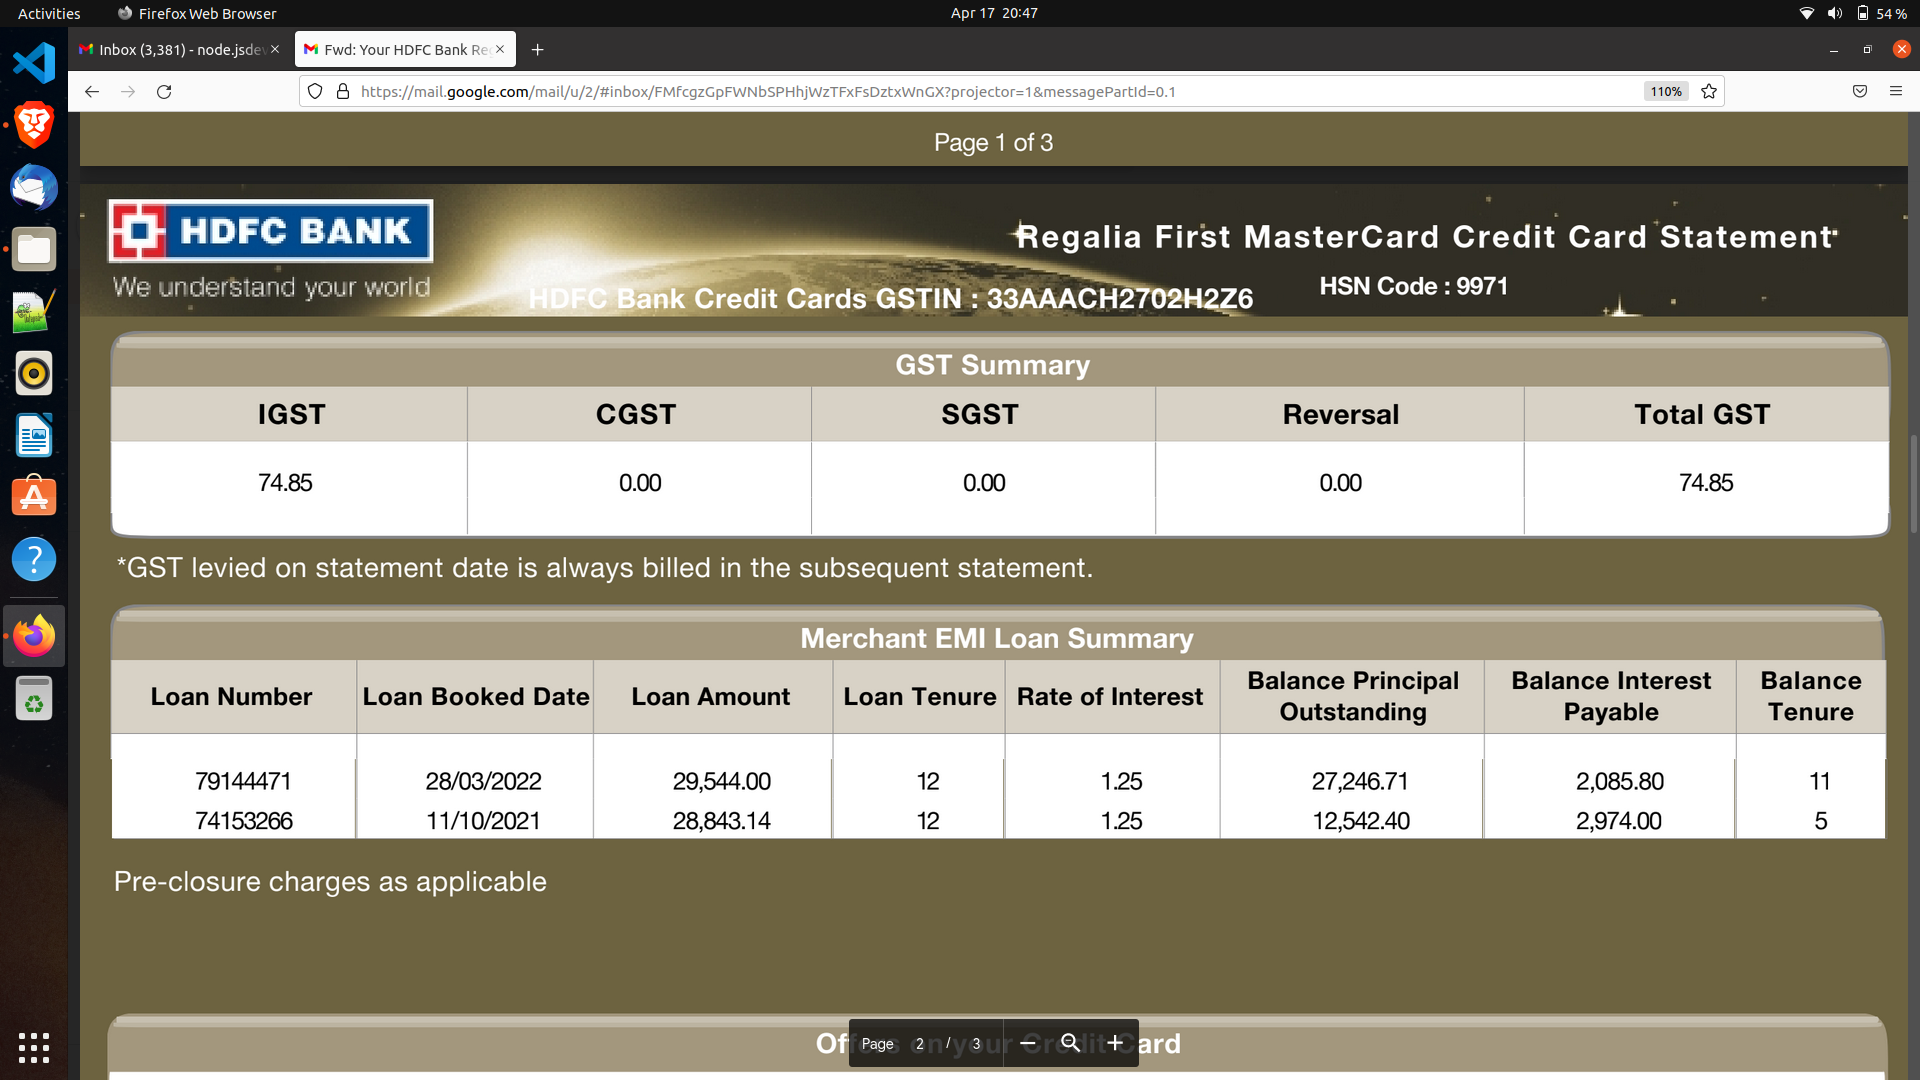 Activities Firefox Web Browser Apr 17 20:47 54 %
Inbox (3,381) - node.jsdev Fwd: Your HDFC Bank Re
https://mail.google.com/mail/u/2/#inbox/FMfcgzGpFWNbSPHhjWzTFxFsDztxWnGX?projector=1&messagePartId=0.1 110%
Page 1 of 3
HDFC BANK
We understand your world
Regalia First MasterCard Credit Card Statement
HSN Code : 9971
HDFC Bank Credit Cards GSTIN : 33AAACH2702H2Z6
GST Summary
IGST CGST SGST Reversal Total GST
74.85 0.00 0.00 0.00 74.85
*GST levied on statement date is always billed in the subsequent statement.
Merchant EMI Loan Summary
Loan Number Loan Booked Date Loan Amount Loan Tenure Rate of Interest Balance Principal Outstanding Balance Interest Payable Balance Tenure
79144471 28/03/2022 29,544.00 12 1.25 27,246.71 2,085.80 11
74153266 11/10/2021 28,843.14 12 1.25 12,542.40 2,974.00 5
Pre-closure charges as applicable
Offers on your Credit Card
Page 2 / 3